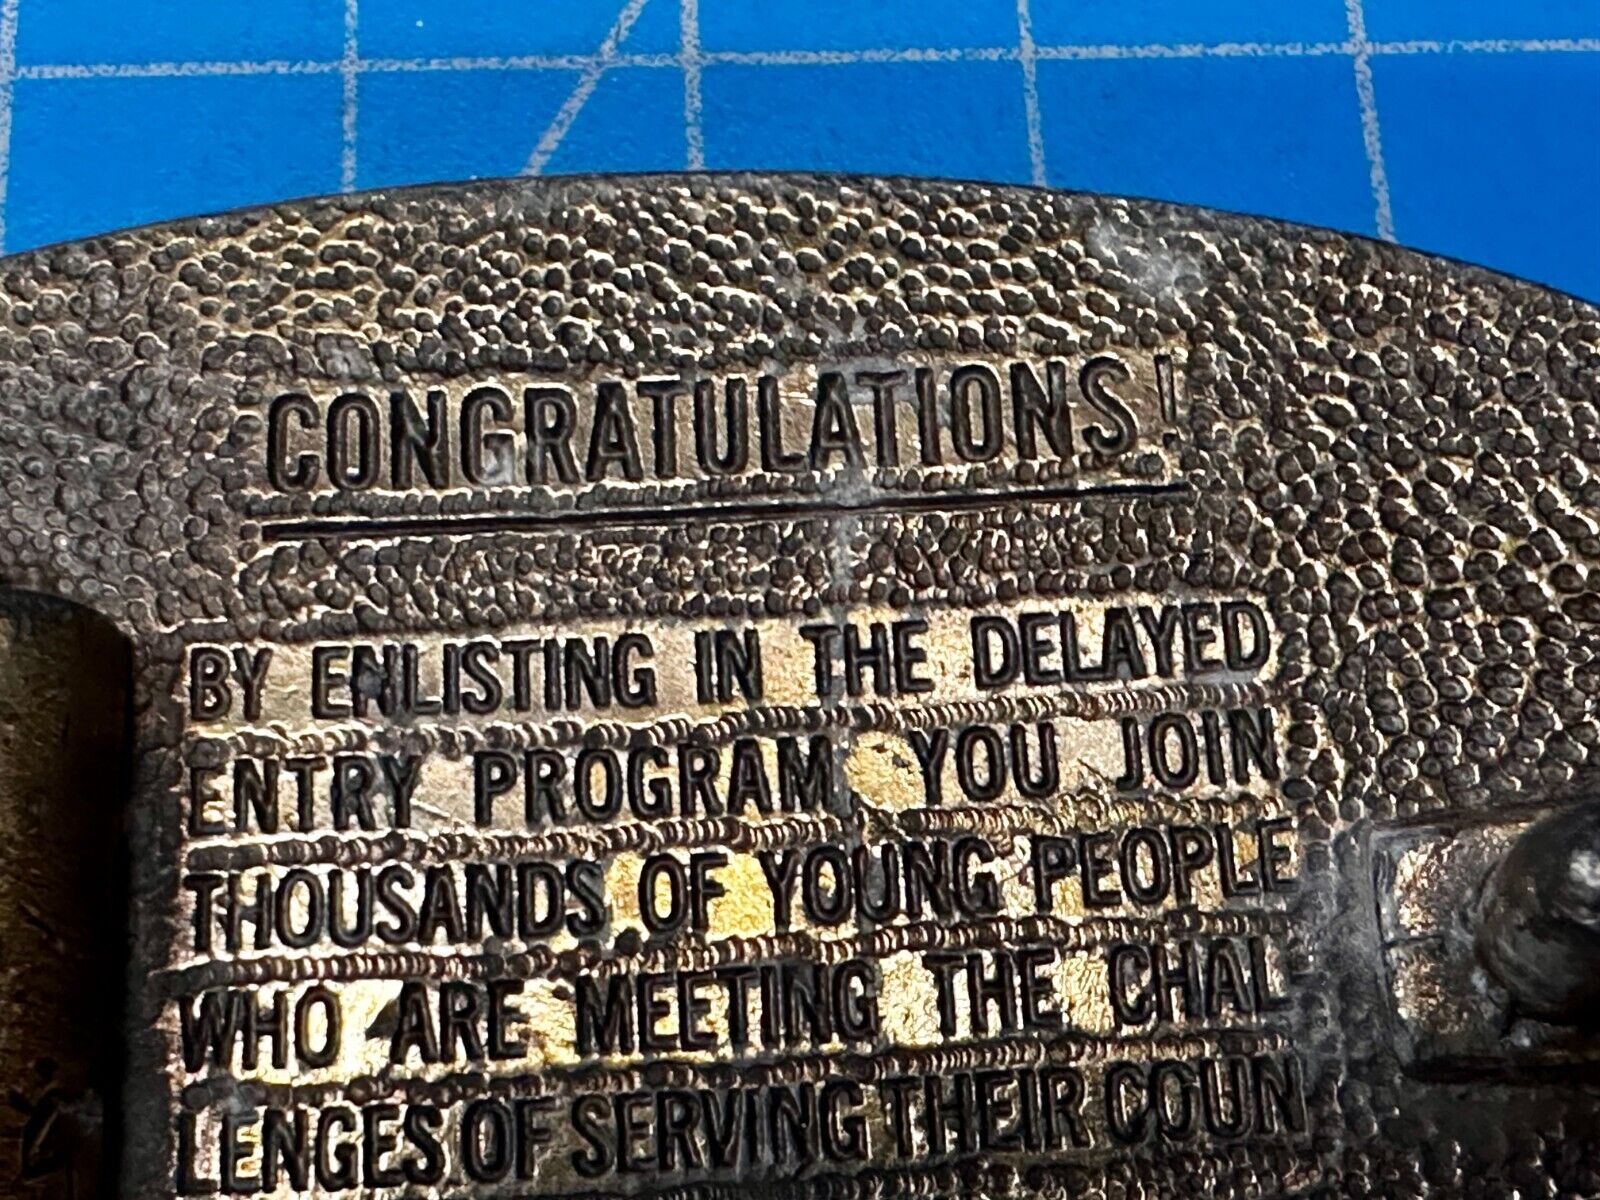 CONGRATULATIONS!
BY ENLISTING IN THE DELAYED
ENTRY PROGRAM YOU JOIN
THOUSANDS OF YOUNG PEOPLE
WHO ARE MEETING THE CHAL
LENGES OF SERVING THEIR COUN